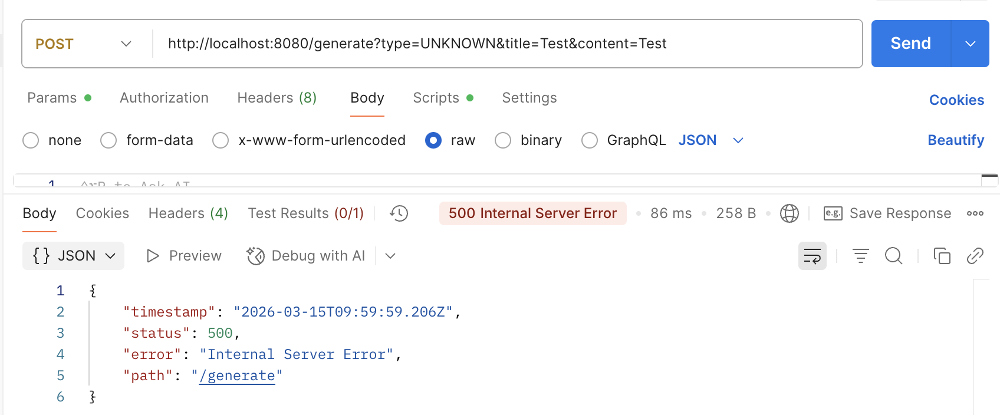 POST http://localhost:8080/generate?type=UNKNOWN&title=Test&content=Test Send
Params Authorization Headers (8) Body Scripts Settings Cookies
none form-data x-www-form-urlencoded raw binary GraphQL JSON Beautify
1 to Ask AI
Body Cookies Headers (4) Test Results (0/1) 500 Internal Server Error 86 ms 258 B e.g. Save Response
{} JSON Preview Debug with AI
1 {
2 "timestamp": "2026-03-15T09:59:59.206Z",
3 "status": 500,
4 "error": "Internal Server Error",
5 "path": "/generate"
6 }